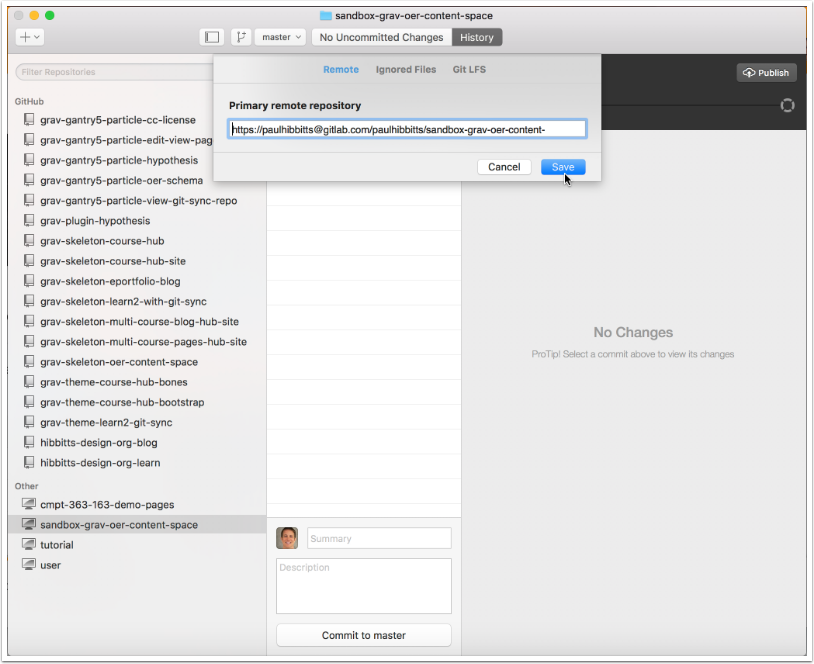 sandbox-grav-oer-content-space
master
No Uncommitted Changes
History
Filter Repositories
Remote
Ignored Files
Git LFS
Publish
Primary remote repository
https://paulhibbitts@gitlab.com/paulhibbitts/sandbox-grav-oer-content-
Cancel
Save
GitHub
grav-gantry5-particle-cc-license
grav-gantry5-particle-edit-view-pag
grav-gantry5-particle-hypothesis
grav-gantry5-particle-oer-schema
grav-gantry5-particle-view-git-sync-repo
grav-plugin-hypothesis
grav-skeleton-course-hub
grav-skeleton-course-hub-site
grav-skeleton-eportfolio-blog
grav-skeleton-learn2-with-git-sync
grav-skeleton-multi-course-blog-hub-site
grav-skeleton-multi-course-pages-hub-site
grav-skeleton-oer-content-space
grav-theme-course-hub-bones
grav-theme-course-hub-bootstrap
grav-theme-learn2-git-sync
hibbitts-design-org-blog
hibbitts-design-org-learn
Other
cmpt-363-163-demo-pages
sandbox-grav-oer-content-space
tutorial
user
No Changes
ProTip! Select a commit above to view its changes
Summary
Description
Commit to master